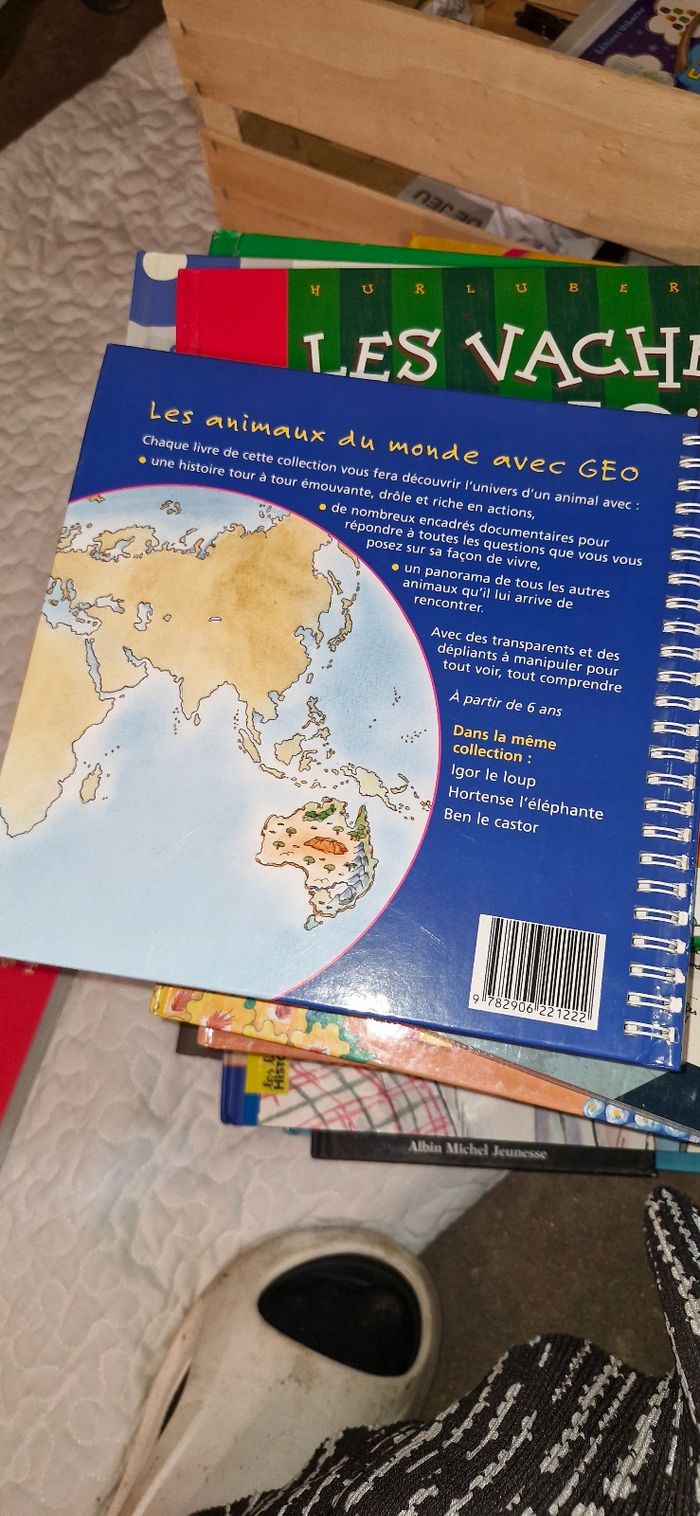 Éditions Usborne
DE JEU
HURLUBER
LES VACH
Les animaux du monde avec GEO
Chaque livre de cette collection vous fera découvrir l'univers d'un animal avec :
• une histoire tour à tour émouvante, drôle et riche en actions,
• de nombreux encadrés documentaires pour
répondre à toutes les questions que vous vous
posez sur sa façon de vivre,
• un panorama de tous les autres
animaux qu'il lui arrive de
rencontrer.
Avec des transparents et des
dépliants à manipuler pour
tout voir, tout comprendre
À partir de 6 ans
Dans la même
collection :
Igor le loup
Hortense l'éléphante
Ben le castor
9 782906 221222
Albin Michel Jeunesse